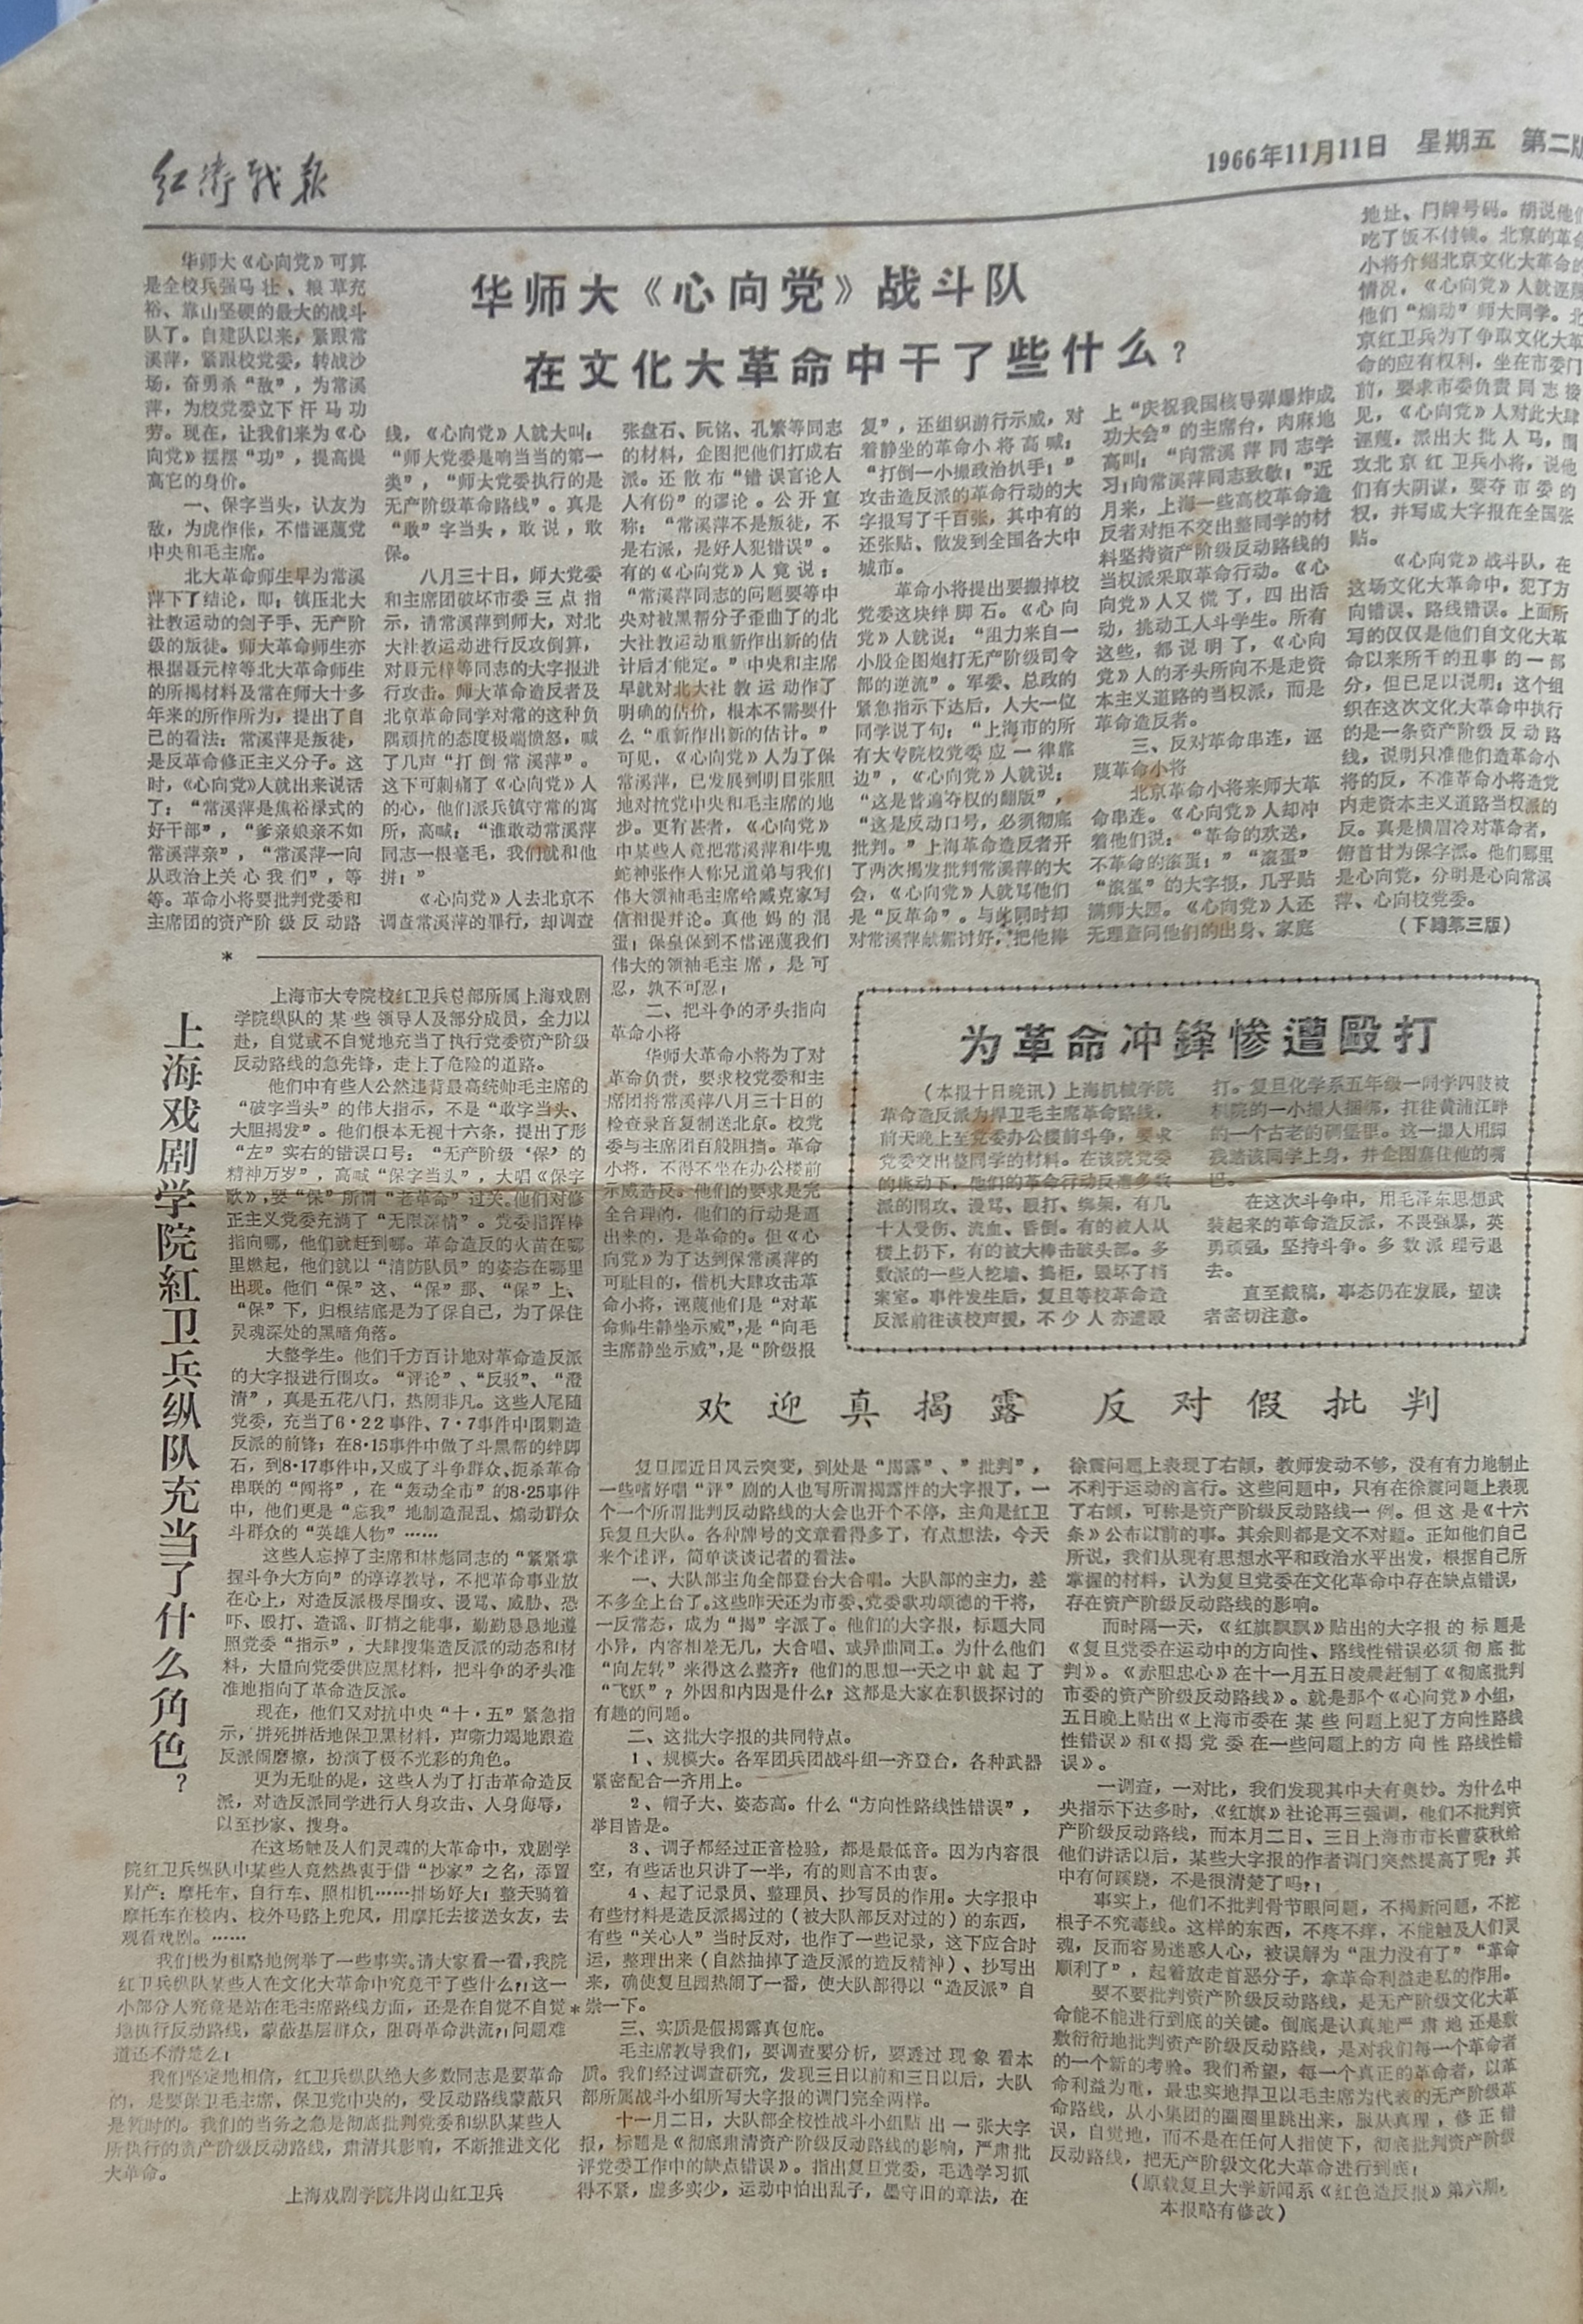 红卫战报
1966年11月11日 星期五 第二版
华师大《心向党》战斗队
在文化大革命中干了些什么？
华师大《心向党》可算
是全校兵强马壮、粮草充
裕、靠山坚硬的最大的战斗
队了。自建队以来，紧跟常
溪萍，紧跟校党委，转战沙
场，奋勇杀“敌”，为常溪
萍，为校党委立下汗马功
劳。现在，让我们来为《心
向党》摆摆“功”，提高提
高它的身价。
一、保字当头，认友为
敌，为虎作伥，不惜诬蔑党
中央和毛主席。
北大革命师生早为常溪
萍下了结论，即：镇压北大
社教运动的刽子手、无产阶
级的叛徒。师大革命师生亦
根据聂元梓等北大革命师生
的所揭材料及常在师大十多
年来的所作所为，提出了自
己的看法：常溪萍是叛徒，
是反革命修正主义分子。这
时，《心向党》人就出来说话
了：“常溪萍是焦裕禄式的
好干部”，“爹亲娘亲不如
常溪萍亲”，“常溪萍一向
从政治上关心我们”，等
等。革命小将要批判党委和
主席团的资产阶级反动路
线，《心向党》人就大叫：
“师大党委是响当当的第一
类”，“师大党委执行的是
无产阶级革命路线”。真是
“敢”字当头，敢说，敢
保。
八月三十日，师大党委
和主席团破坏市委三点指
示，请常溪萍到师大，对北
大社教运动进行反攻倒算，
对聂元梓等同志的大字报进
行攻击。师大革命造反者及
北京革命同学对常的这种负
隅顽抗的态度极端愤怒，喊
了几声“打倒常溪萍”。
这下可刺痛了《心向党》人
的心，他们派兵镇守常的寓
所，高喊：“谁敢动常溪萍
同志一根毫毛，我们就和他
拼！”
《心向党》人去北京不
调查常溪萍的罪行，却调查
张盘石、阮铭、孔繁等同志
的材料，企图把他们打成右
派。还散布“错误言论人
人有份”的谬论。公开宣
称：“常溪萍不是叛徒，不
是右派，是好人犯错误”。
有的《心向党》人竟说：
“常溪萍同志的问题要等中
央对被黑帮分子歪曲了的北
大社教运动重新作出新的估
计后才能定。”中央和主席
早就对北大社教运动作了
明确的估价，根本不需要什
么“重新作出新的估计。”
可见，《心向党》人为了保
常溪萍，已发展到明目张胆
地对抗党中央和毛主席的地
步。更有甚者，《心向党》
中某些人竟把常溪萍和牛鬼
蛇神张作人称兄道弟与我们
伟大领袖毛主席给臧克家写
信相提并论。真他妈的混
蛋！保皇保到不惜诬蔑我们
伟大的领袖毛主席，是可
忍，孰不可忍！
二、把斗争的矛头指向
革命小将
华师大革命小将为了对
革命负责，要求校党委和主
席团将常溪萍八月三十日的
检查录音复制送北京。校党
委与主席团百般阻挡。革命
小将，不得不坐在办公楼前
示威造反。他们的要求是完
全合理的，他们的行动是逼
出来的，是革命的。但《心
向党》为了达到保常溪萍的
可耻目的，借机大肆攻击革
命小将，诬蔑他们是“对革
命师生静坐示威”，是“向毛
主席静坐示威”，是“阶级报
复”，还组织游行示威，对
着静坐的革命小将高喊：
“打倒一小撮政治扒手！”
攻击造反派的革命行动的大
字报写了千百张，其中有的
还张贴、散发到全国各大中
城市。
革命小将提出要搬掉校
党委这块绊脚石。《心向
党》人就说：“阻力来自一
小股企图炮打无产阶级司令
部的逆流”。军委、总政的
紧急指示下达后，人大一位
同学说了句：“上海市的所
有大专院校党委应一律靠
边”，《心向党》人就说：
“这是普遍夺权的翻版”，
“这是反动口号，必须彻底
批判。”上海革命造反者开
了两次揭发批判常溪萍的大
会，《心向党》人就骂他们
是“反革命”。与此同时却
对常溪萍献媚讨好，把他捧
上“庆祝我国核导弹爆炸成
功大会”的主席台，肉麻地
高叫：“向常溪萍同志学
习！向常溪萍同志致敬！”近
月来，上海一些高校革命造
反者对拒不交出整同学的材
料坚持资产阶级反动路线的
当权派采取革命行动。《心
向党》人又慌了，四出活
动，挑动工人斗学生。所有
这些，都说明了，《心向
党》人的矛头所向不是走资
本主义道路的当权派，而是
革命造反者。
三、反对革命串连，诬
蔑革命小将
北京革命小将来师大革
命串连。《心向党》人却冲
着他们说：“革命的欢送，
不革命的滚蛋！”“滚蛋”
“滚蛋”的大字报，几乎贴
满师大园。《心向党》人还
无理查问他们的出身、家庭
地址、门牌号码。胡说他们
吃了饭不付钱。北京的革命
小将介绍北京文化大革命的
情况，《心向党》人就诬蔑
他们“煽动”师大同学。北
京红卫兵为了争取文化大革
命的应有权利，坐在市委门
前，要求市委负责同志接
见，《心向党》人对此大肆
诬蔑，派出大批人马，围
攻北京红卫兵小将，说他
们有大阴谋，要夺市委的
权，并写成大字报在全国张
贴。
《心向党》战斗队，在
这场文化大革命中，犯了方
向错误、路线错误。上面所
写的仅仅是他们自文化大革
命以来所干的丑事的一部
分，但已足以说明：这个组
织在这次文化大革命中执行
的是一条资产阶级反动路
线，说明只准他们造革命小
将的反，不准革命小将造党
内走资本主义道路当权派的
反。真是横眉冷对革命者，
俯首甘为保字派。他们哪里
是心向党，分明是心向常溪
萍、心向校党委。
（下转第三版）
上海戏剧学院红卫兵纵队充当了什么角色？
上海市大专院校红卫兵总部所属上海戏剧
学院纵队的某些领导人及部分成员，全力以
赴，自觉或不自觉地充当了执行党委资产阶级
反动路线的急先锋，走上了危险的道路。
他们中有些人公然违背最高统帅毛主席的
“破字当头”的伟大指示，不是“敢字当头、
大胆揭发”。他们根本无视十六条，提出了形
“左”实右的错误口号：“无产阶级‘保’的
精神万岁”，高喊“保字当头”，大唱《保字
歌》，要“保”所谓“老革命”过关。他们对修
正主义党委充满了“无限深情”。党委指挥棒
指向哪，他们就赶到哪。革命造反的火苗在哪
里燃起，他们就以“消防队员”的姿态在哪里
出现。他们“保”这、“保”那、“保”上、
“保”下，归根结底是为了保自己，为了保住
灵魂深处的黑暗角落。
大整学生。他们千方百计地对革命造反派
的大字报进行围攻。“评论”、“反驳”、“澄
清”，真是五花八门，热闹非凡。这些人尾随
党委，充当了6·22事件、7·7事件中围剿造
反派的前锋；在8·15事件中做了斗黑帮的绊脚
石，到8·17事件中，又成了斗争群众、扼杀革命
串联的“闯将”，在“轰动全市”的8·25事件
中，他们更是“忘我”地制造混乱、煽动群众
斗群众的“英雄人物”……
这些人忘掉了主席和林彪同志的“紧紧掌
握斗争大方向”的谆谆教导，不把革命事业放
在心上，对造反派极尽围攻、漫骂、威胁、恐
吓、殴打、造谣、盯梢之能事，勤勤恳恳地遵
照党委“指示”，大肆搜集造反派的动态和材
料，大量向党委供应黑材料，把斗争的矛头准
准地指向了革命造反派。
现在，他们又对抗中央“十·五”紧急指
示，拼死拼活地保卫黑材料，声嘶力竭地跟造
反派闹磨擦，扮演了极不光彩的角色。
更为无耻的是，这些人为了打击革命造反
派，对造反派同学进行人身攻击、人身侮辱，
以至抄家、搜身。
在这场触及人们灵魂的大革命中，戏剧学
院红卫兵纵队中某些人竟然热衷于借“抄家”之名，添置
财产：摩托车、自行车、照相机……排场好大！整天骑着
摩托车在校内、校外马路上兜风，用摩托去接送女友，去
观看戏剧。……
我们极为粗略地例举了一些事实。请大家看一看，我院
红卫兵纵队某些人在文化大革命中究竟干了些什么？！这一
小部分人究竟是站在毛主席路线方面，还是在自觉不自觉
地执行反动路线，蒙蔽基层群众，阻碍革命洪流？！问题难
道还不清楚么！
我们坚定地相信，红卫兵纵队绝大多数同志是要革命
的，是要保卫毛主席、保卫党中央的，受反动路线蒙蔽只
是暂时的。我们的当务之急是彻底批判党委和纵队某些人
所执行的资产阶级反动路线，肃清其影响，不断推进文化
大革命。
上海戏剧学院井岗山红卫兵
为革命冲锋惨遭殴打
（本报十日晚讯）上海机械学院
革命造反派为捍卫毛主席革命路线，
前天晚上至党委办公楼前斗争，要求
党委交出整同学的材料。在该院党委
的怂动下，他们的革命行动反遭多数
派的围攻、漫骂、殴打、绑架，有几
十人受伤、流血、昏倒。有的被人从
楼上扔下，有的被大棒击破头部。多
数派的一些人挖墙、捣柜，毁坏了档
案室。事件发生后，复旦等校革命造
反派前往该校声援，不少人亦遭殴
打。复旦化学系五年级一同学四肢被
机院的一小撮人捆绑，扛往黄浦江畔
的一个古老的碉堡里。这一撮人用脚
践踏该同学上身，并企图塞住他的嘴
巴。
在这次斗争中，用毛泽东思想武
装起来的革命造反派，不畏强暴，英
勇顽强，坚持斗争。多数派理亏退
去。
直至截稿，事态仍在发展，望读
者密切注意。
欢迎真揭露 反对假批判
复旦园近日风云突变，到处是“揭露”、“批判”，
一些嗜好唱“评”剧的人也写所谓揭露性的大字报了，一
个一个所谓批判反动路线的大会也开个不停，主角是红卫
兵复旦大队。各种牌号的文章看得多了，有点想法，今天
来个述评，简单谈谈记者的看法。
一、大队部主角全部登台大合唱。大队部的主力，差
不多全上台了。这些昨天还为市委、党委歌功颂德的干将，
一反常态，成为“揭”字派了。他们的大字报，标题大同
小异，内容相差无几，大合唱、或异曲同工。为什么他们
“向左转”来得这么整齐？他们的思想一天之中就起了
“飞跃”？外因和内因是什么？这都是大家在积极探讨的
有趣的问题。
二、这批大字报的共同特点。
1、规模大。各军团兵团战斗组一齐登台，各种武器
紧密配合一齐用上。
2、帽子大、姿态高。什么“方向性路线性错误”，
举目皆是。
3、调子都经过正音检验，都是最低音。因为内容很
空，有些话也只讲了一半，有的则言不由衷。
4、起了记录员、整理员、抄写员的作用。大字报中
有些材料是造反派揭过的（被大队部反对过的）的东西，
有些“关心人”当时反对，也作了一些记录，这下应合时
运，整理出来（自然抽掉了造反派的造反精神）、抄写出
来，确使复旦园热闹了一番，使大队部得以“造反派”自
崇一下。
三、实质是假揭露真包庇。
毛主席教导我们，要调查要分析，要透过现象看本
质。我们经过调查研究，发现三日以前和三日以后，大队
部所属战斗小组所写大字报的调门完全两样。
十一月二日，大队部全校性战斗小组贴出一张大字
报，标题是《彻底肃清资产阶级反动路线的影响，严肃批
评党委工作中的缺点错误》。指出复旦党委，毛选学习抓
得不紧，虚多实少，运动中怕出乱子，墨守旧的章法，在
徐震问题上表现了右倾，教师发动不够，没有有力地制止
不利于运动的言行。这些问题中，只有在徐震问题上表现
了右倾，可称是资产阶级反动路线一例。但这是《十六
条》公布以前的事。其余则都是文不对题。正如他们自己
所说，我们从现有思想水平和政治水平出发，根据自己所
掌握的材料，认为复旦党委在文化革命中存在缺点错误，
存在资产阶级反动路线的影响。
而时隔一天，《红旗飘飘》贴出的大字报的标题是
《复旦党委在运动中的方向性、路线性错误必须彻底批
判》。《赤胆忠心》在十一月五日凌晨赶制了《彻底批判
市委的资产阶级反动路线》。就是那个《心向党》小组，
五日晚上贴出《上海市委在某些问题上犯了方向性路线
性错误》和《揭党委在一些问题上的方向性路线性错
误》。
一调查，一对比，我们发现其中大有奥妙。为什么中
央指示下达多时，《红旗》社论再三强调，他们不批判资
产阶级反动路线，而本月二日、三日上海市市长曹荻秋给
他们讲话以后，某些大字报的作者调门突然提高了呢？其
中有何蹊跷，不是很清楚了吗？！
事实上，他们不批判骨节眼问题，不揭新问题，不挖
根子不究毒线。这样的东西，不疼不痒，不能触及人们灵
魂，反而容易迷惑人心，被误解为“阻力没有了”“革命
顺利了”，起着放走首恶分子，拿革命利益走私的作用。
要不要批判资产阶级反动路线，是无产阶级文化大革
命能不能进行到底的关键。倒底是认真地严肃地还是敷
敷衍衍地批判资产阶级反动路线，是对我们每一个革命者
的一个新的考验。我们希望，每一个真正的革命者，以革
命利益为重，最忠实地捍卫以毛主席为代表的无产阶级革
命路线，从小集团的圈圈里跳出来，服从真理，修正错
误，自觉地，而不是在任何人指使下，彻底批判资产阶级
反动路线，把无产阶级文化大革命进行到底！
（原载复旦大学新闻系《红色造反报》第六期，
本报略有修改）